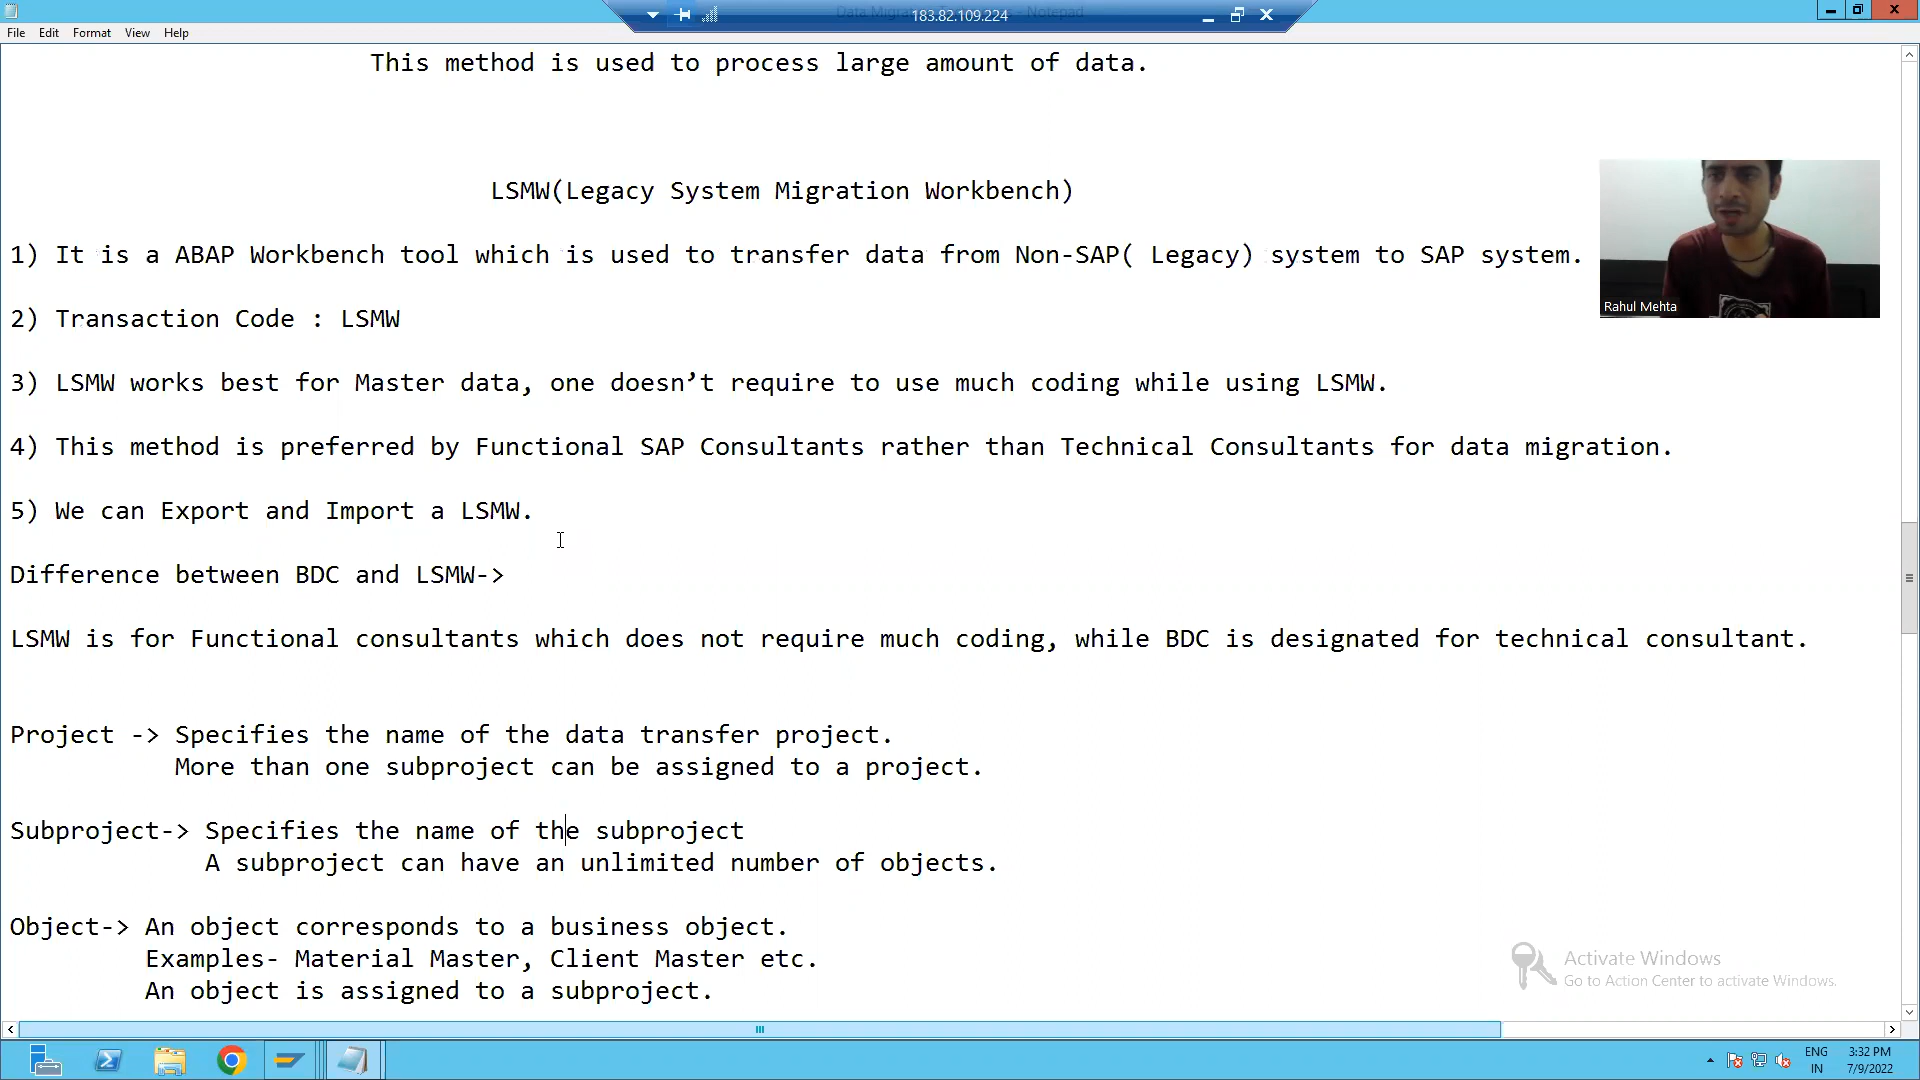 Data Migra
183.82.109.224
- Notepad
File Edit Format View Help
This method is used to process large amount of data.
LSMW(Legacy System Migration Workbench)
1) It is a ABAP Workbench tool which is used to transfer data from Non-SAP( Legacy) system to SAP system.
Rahul Mehta
2) Transaction Code : LSMW
3) LSMW works best for Master data, one doesn’t require to use much coding while using LSMW.
4) This method is preferred by Functional SAP Consultants rather than Technical Consultants for data migration.
5) We can Export and Import a LSMW.
Difference between BDC and LSMW->
LSMW is for Functional consultants which does not require much coding, while BDC is designated for technical consultant.
Project -> Specifies the name of the data transfer project.
More than one subproject can be assigned to a project.
Subproject-> Specifies the name of the subproject
A subproject can have an unlimited number of objects.
Object-> An object corresponds to a business object.
Examples- Material Master, Client Master etc.
An object is assigned to a subproject.
Activate Windows
Go to Action Center to activate Windows.
ENG
IN
3:32 PM
7/9/2022